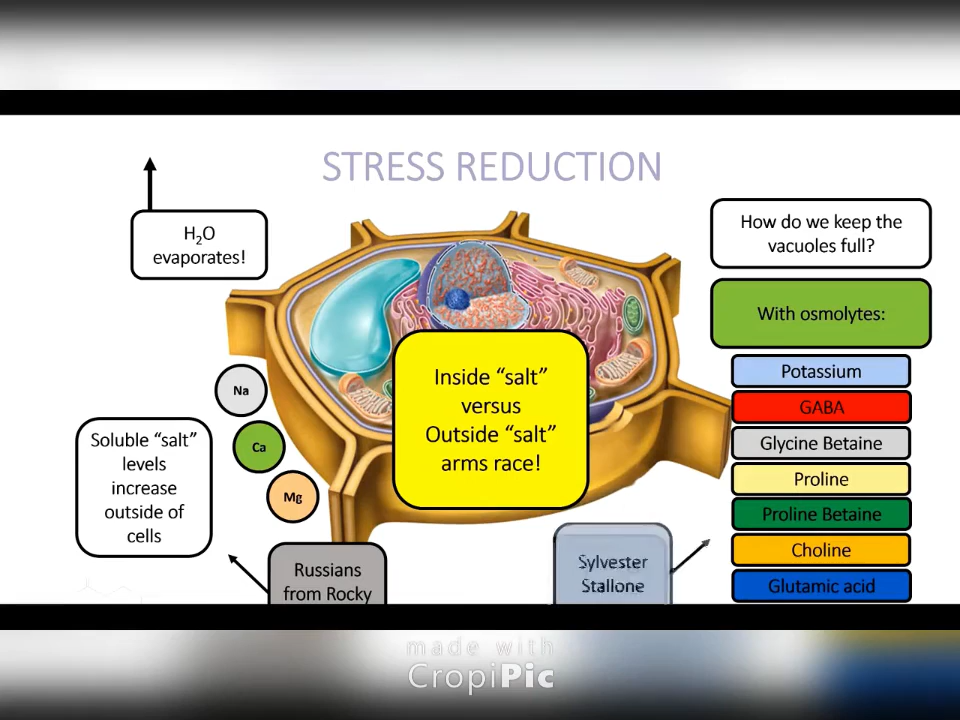 STRESS REDUCTION
H₂O
evaporates!
How do we keep the
vacuoles full?
With osmolytes:
Inside “salt”
versus
Outside “salt”
arms race!
Potassium
GABA
Glycine Betaine
Proline
Proline Betaine
Choline
Glutamic acid
Na
Ca
Mg
Soluble “salt”
levels
increase
outside of
cells
Russians
from Rocky
Sylvester
Stallone
made with
CropiPic